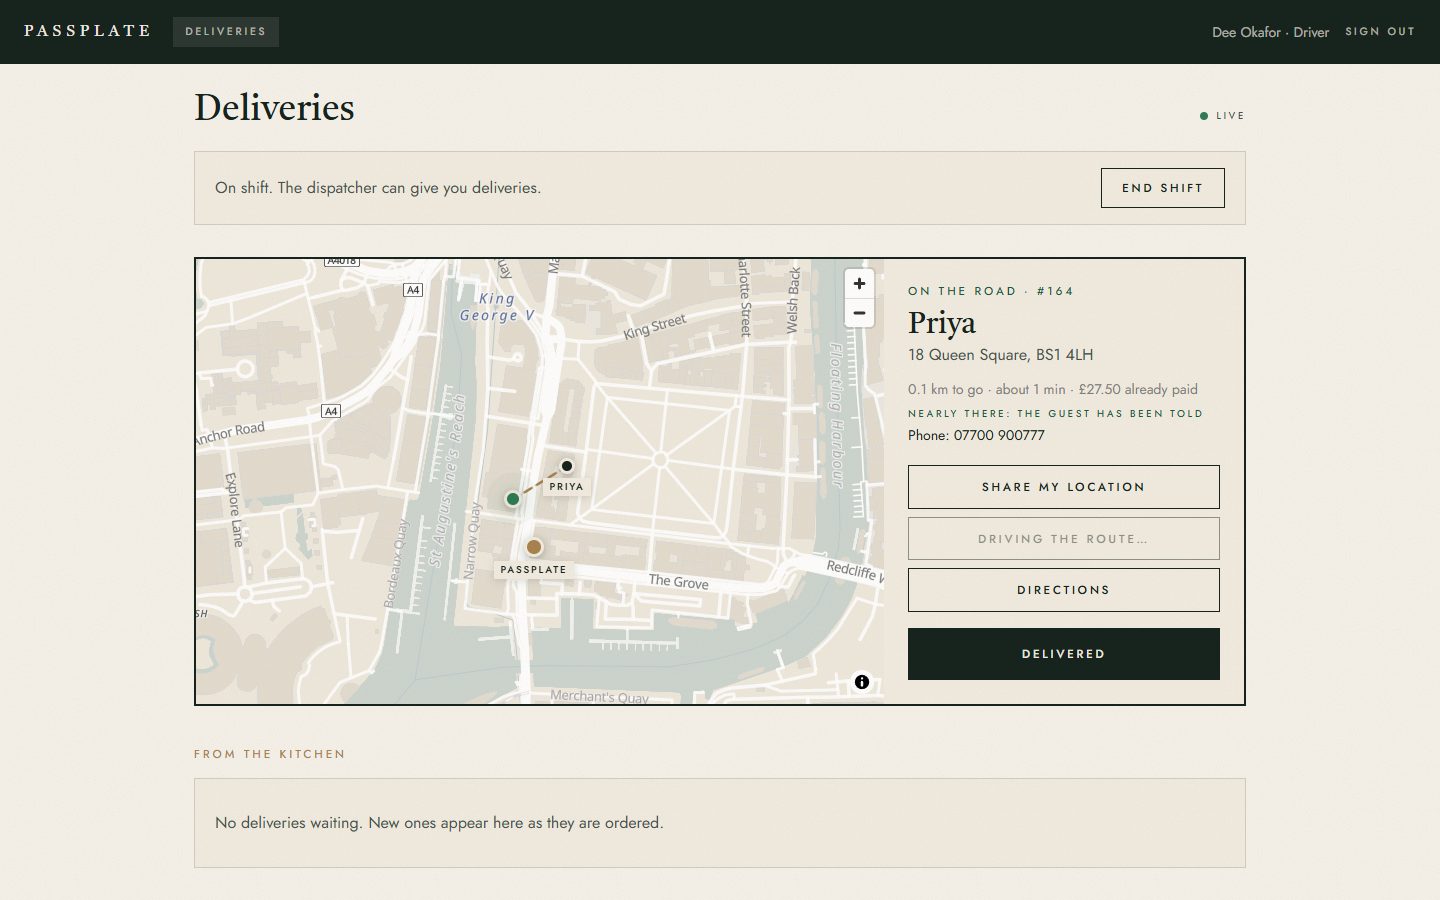 PASSPLATE
DELIVERIES
Dee Okafor · Driver
SIGN OUT
Deliveries
LIVE
On shift. The dispatcher can give you deliveries.
END SHIFT
A4018
A4
King
George V
King Street
Welsh Back
Floating Harbour
A4
Anchor Road
Explore Lane
St Augustine's Reach
Narrow Quay
Bordeaux Quay
PRIYA
PASSPLATE
The Grove
Merchant's Quay
ON THE ROAD · #164
Priya
18 Queen Square, BS1 4LH
0.1 km to go · about 1 min · £27.50 already paid
NEARLY THERE: THE GUEST HAS BEEN TOLD
Phone: 07700 900777
SHARE MY LOCATION
DRIVING THE ROUTE…
DIRECTIONS
DELIVERED
FROM THE KITCHEN
No deliveries waiting. New ones appear here as they are ordered.